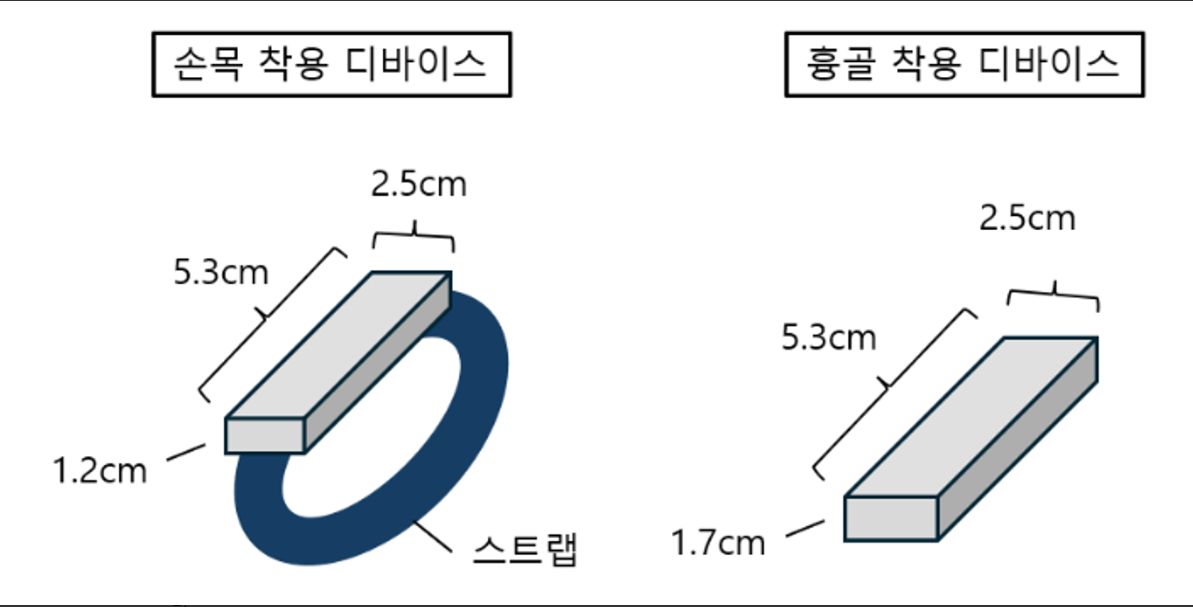 손목 착용 디바이스
흉골 착용 디바이스
2.5cm
5.3cm
1.2cm
스트랩
2.5cm
5.3cm
1.7cm